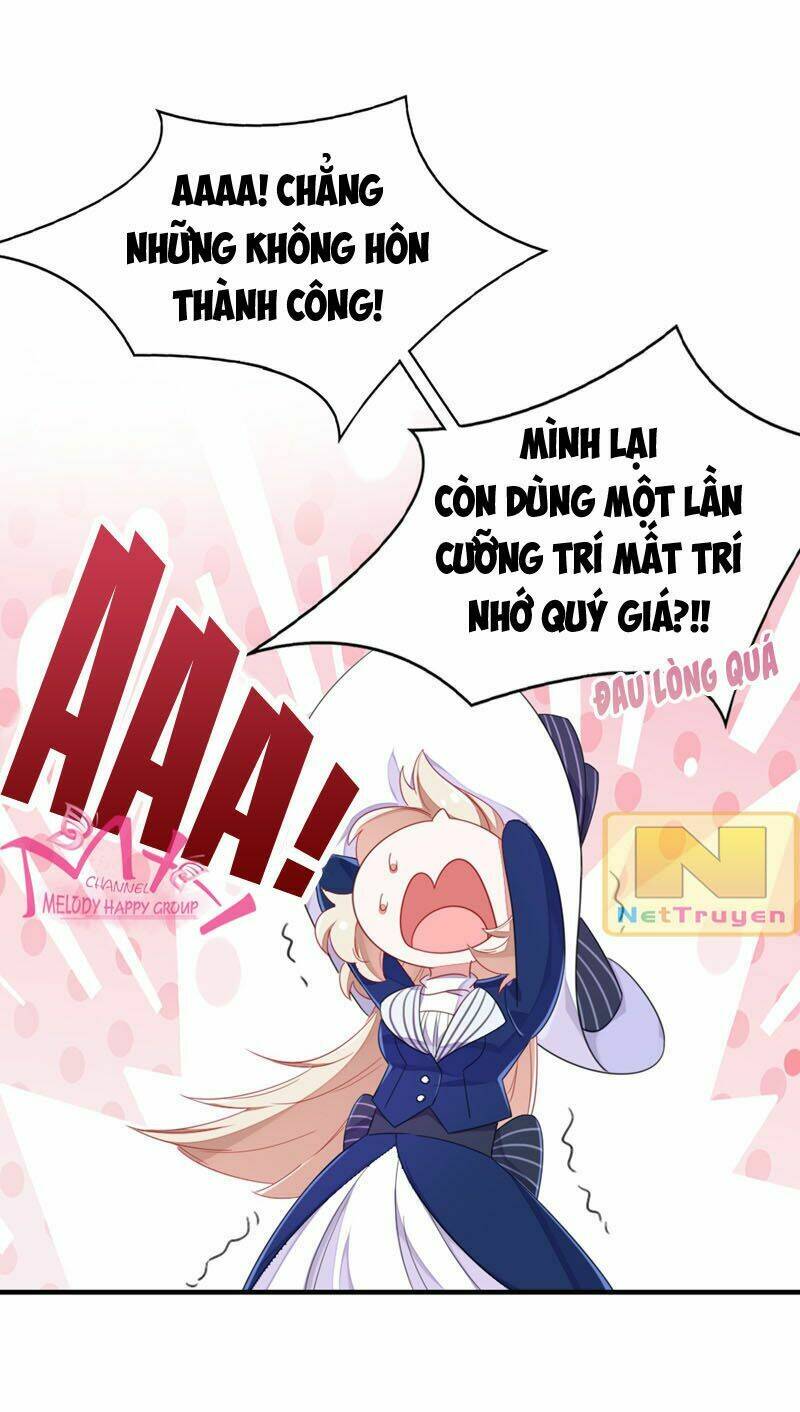 AAAA! CHẲNG
NHỮNG KHÔNG HÔN
THÀNH CÔNG!
MÌNH LẠI
CÒN DÙNG MỘT LẦN
CƯỠNG TRÍ MẤT TRÍ
NHỚ QUÝ GIÁ?!!
ĐAU LÒNG QUÁ
AAA!
CHANNEL
MELODY HAPPY GROUP
N
NetTruyen